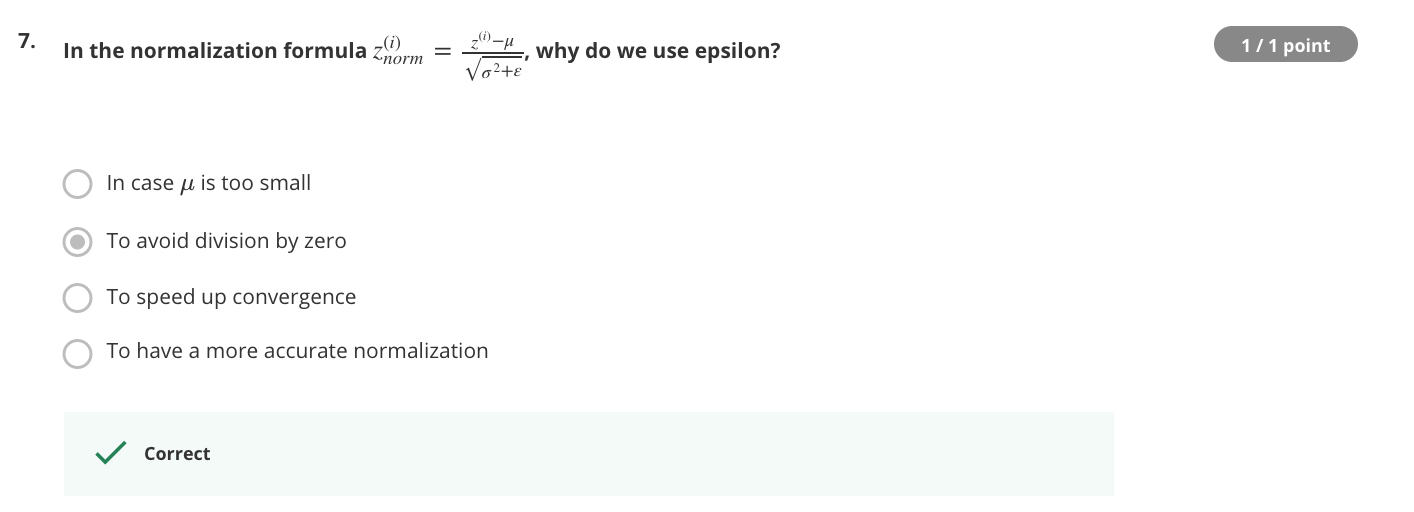 7. In the normalization formula $z_{norm}^{(i)} = \frac{z^{(i)}-\mu}{\sqrt{\sigma^2+\varepsilon}}$, why do we use epsilon?
1 / 1 point
In case μ is too small
To avoid division by zero
To speed up convergence
To have a more accurate normalization
Correct